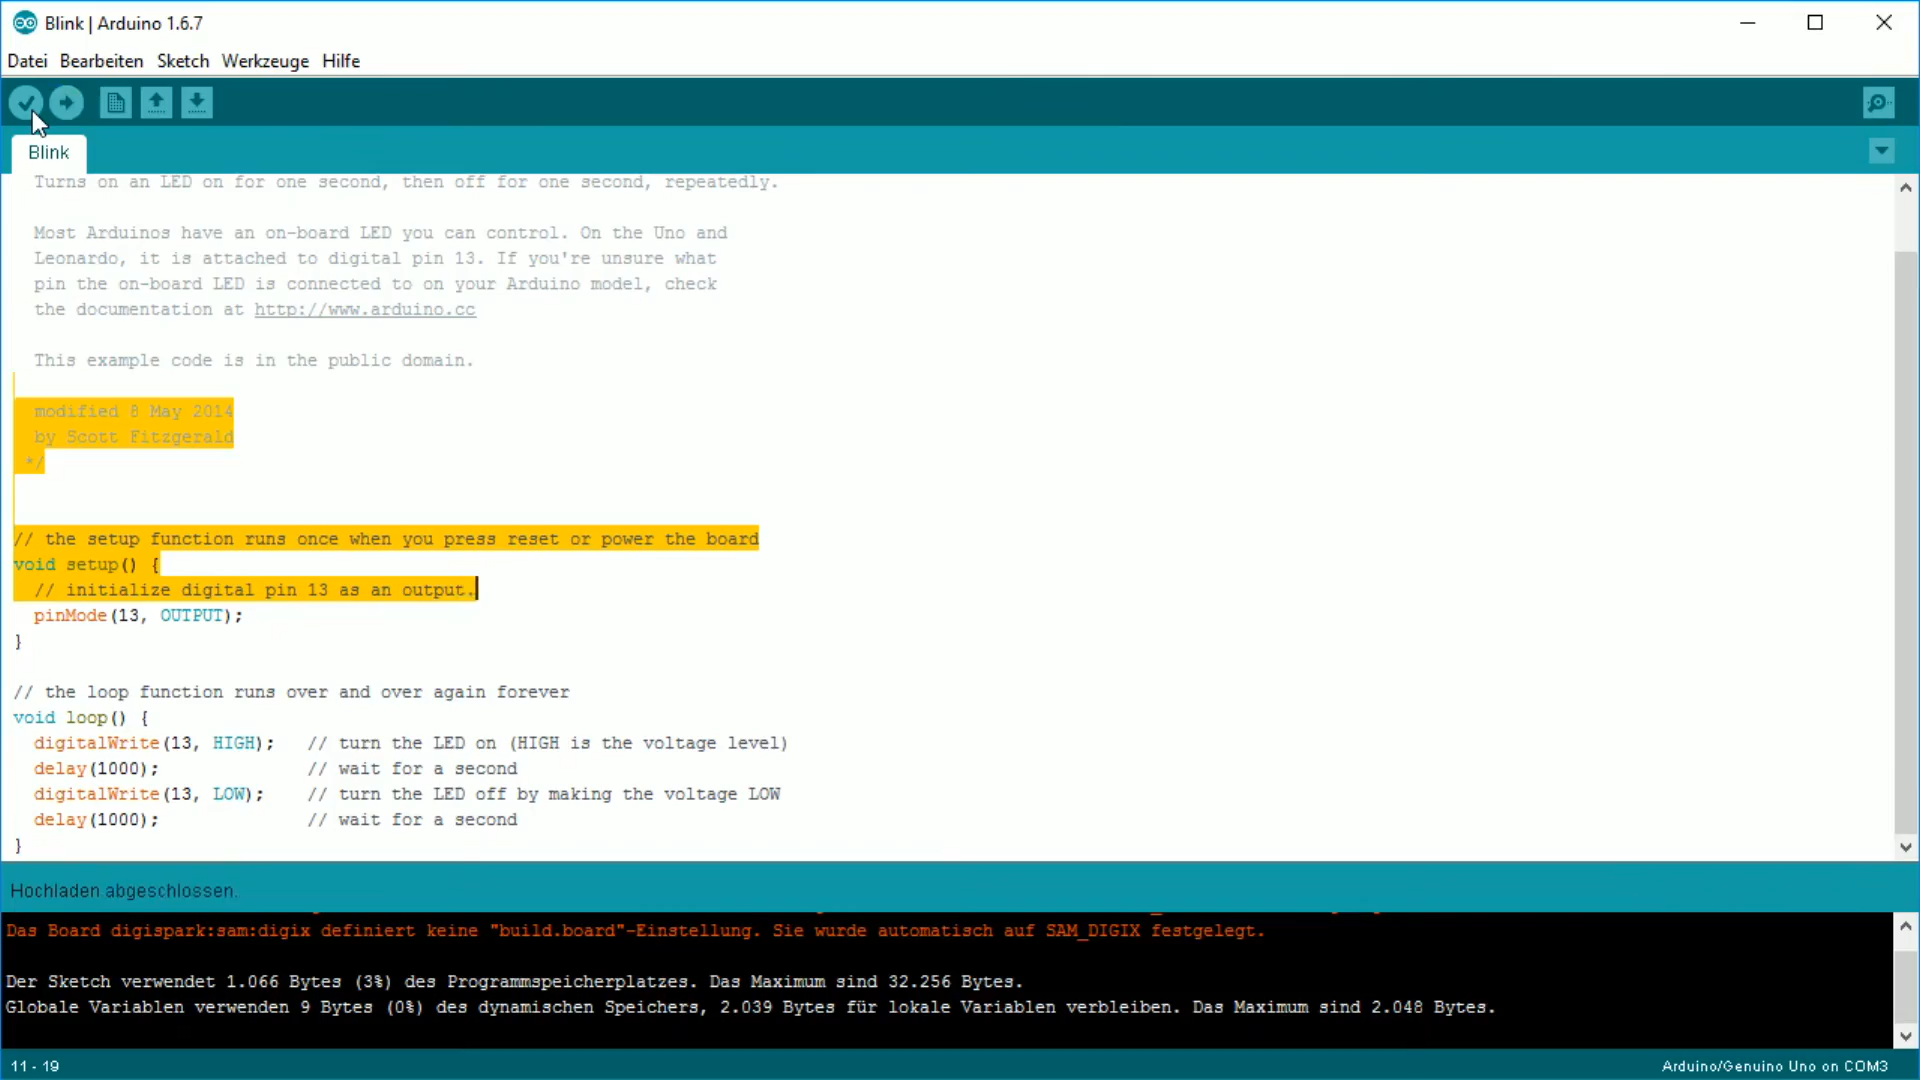 Blink | Arduino 1.6.7
Datei Bearbeiten Sketch Werkzeuge Hilfe
Blink
Turns on an LED on for one second, then off for one second, repeatedly.
Most Arduinos have an on-board LED you can control. On the Uno and
Leonardo, it is attached to digital pin 13. If you're unsure what
pin the on-board LED is connected to on your Arduino model, check
the documentation at http://www.arduino.cc
This example code is in the public domain.
modified 8 May 2014
by Scott Fitzgerald
*/
// the setup function runs once when you press reset or power the board
void setup() {
// initialize digital pin 13 as an output.
pinMode(13, OUTPUT);
}
// the loop function runs over and over again forever
void loop() {
digitalWrite(13, HIGH);   // turn the LED on (HIGH is the voltage level)
delay(1000);              // wait for a second
digitalWrite(13, LOW);    // turn the LED off by making the voltage LOW
delay(1000);              // wait for a second
}
Hochladen abgeschlossen.
Das Board digispark:sam:digix definiert keine "build.board"-Einstellung. Sie wurde automatisch auf SAM_DIGIX festgelegt.
Der Sketch verwendet 1.066 Bytes (3%) des Programmspeicherplatzes. Das Maximum sind 32.256 Bytes.
Globale Variablen verwenden 9 Bytes (0%) des dynamischen Speichers, 2.039 Bytes für lokale Variablen verbleiben. Das Maximum sind 2.048 Bytes.
11 - 19
Arduino/Genuino Uno on COM3